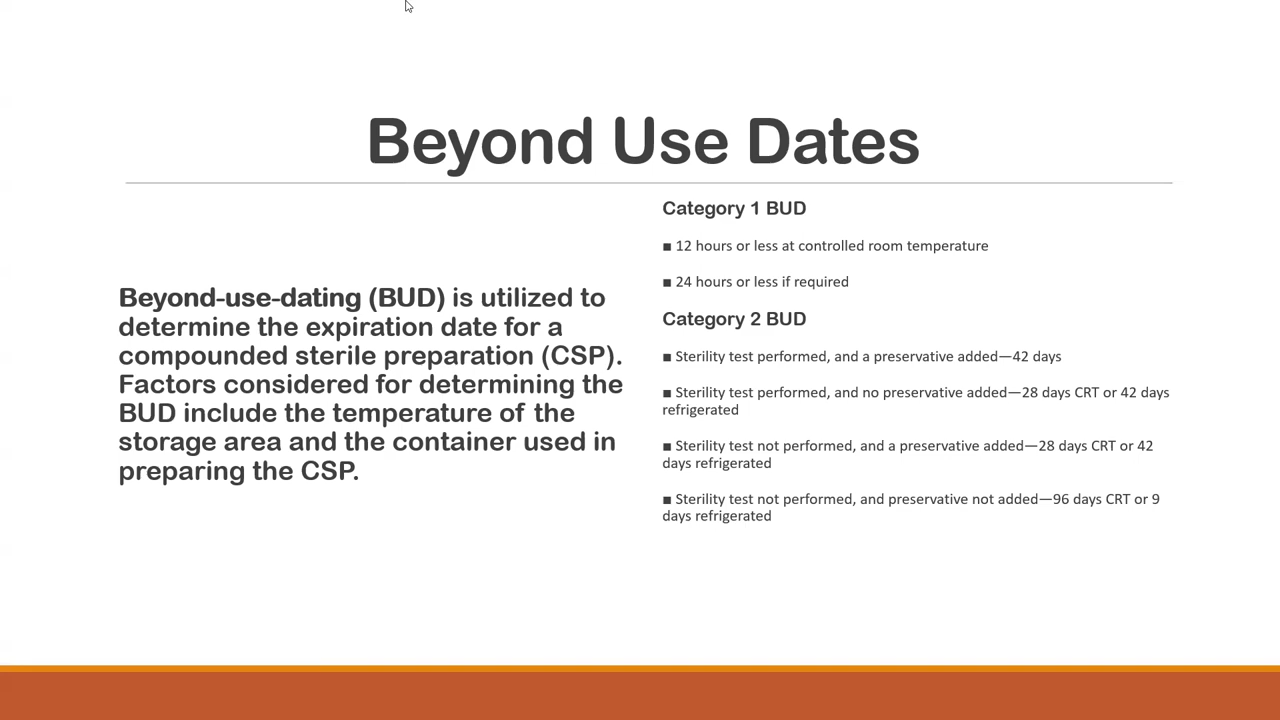 Beyond Use Dates
Beyond-use-dating (BUD) is utilized to
determine the expiration date for a
compounded sterile preparation (CSP).
Factors considered for determining the
BUD include the temperature of the
storage area and the container used in
preparing the CSP.
Category 1 BUD
■ 12 hours or less at controlled room temperature
■ 24 hours or less if required
Category 2 BUD
■ Sterility test performed, and a preservative added—42 days
■ Sterility test performed, and no preservative added—28 days CRT or 42 days
refrigerated
■ Sterility test not performed, and a preservative added—28 days CRT or 42
days refrigerated
■ Sterility test not performed, and preservative not added—96 days CRT or 9
days refrigerated